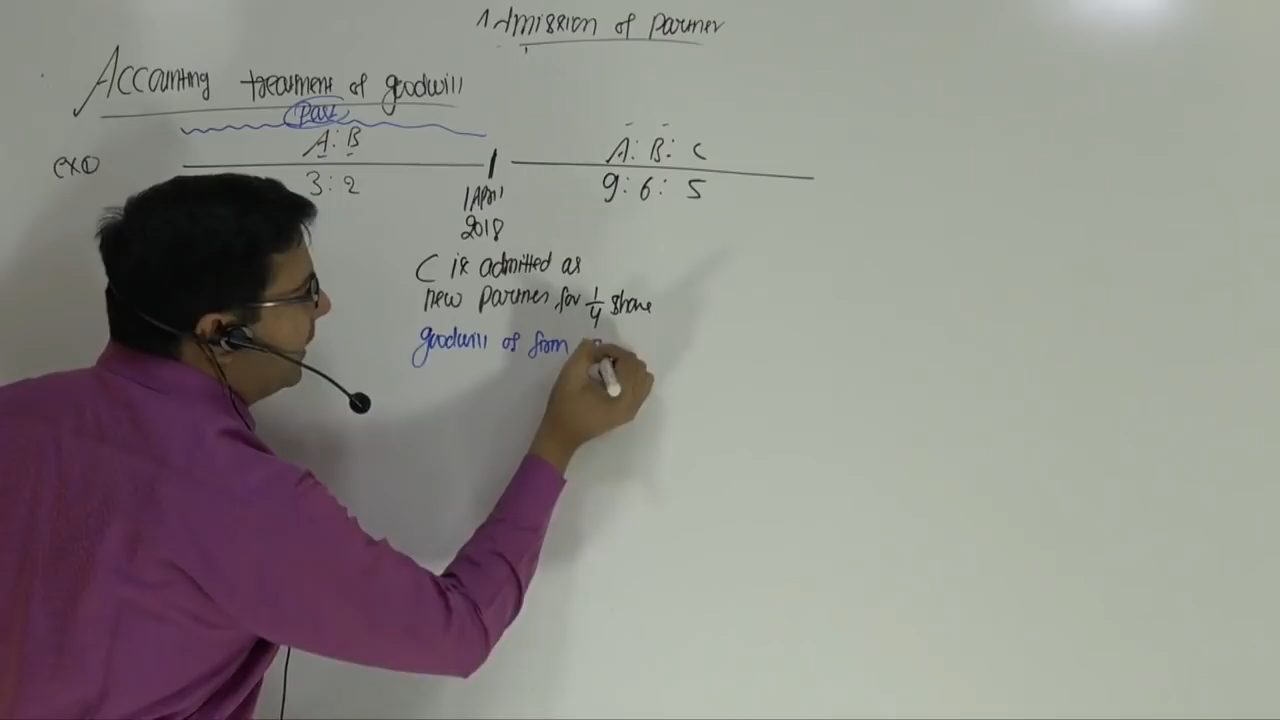 Admission of partner
Accounting treatment of goodwill
Past
A : B
A : B : C
ex①
3 : 2
9 : 6 : 5
1 April
2018
C is admitted as
new partner for 1/4 share
goodwill of firm